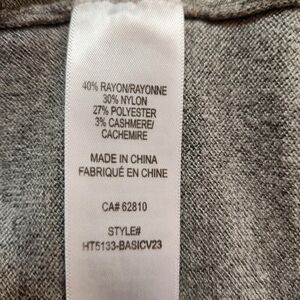 40% RAYON/RAYONNE
30% NYLON
27% POLYESTER
3% CASHMERE/
CACHEMIRE
MADE IN CHINA
FABRIQUÉ EN CHINE
CA# 62810
STYLE#
HT5133-BASICV23